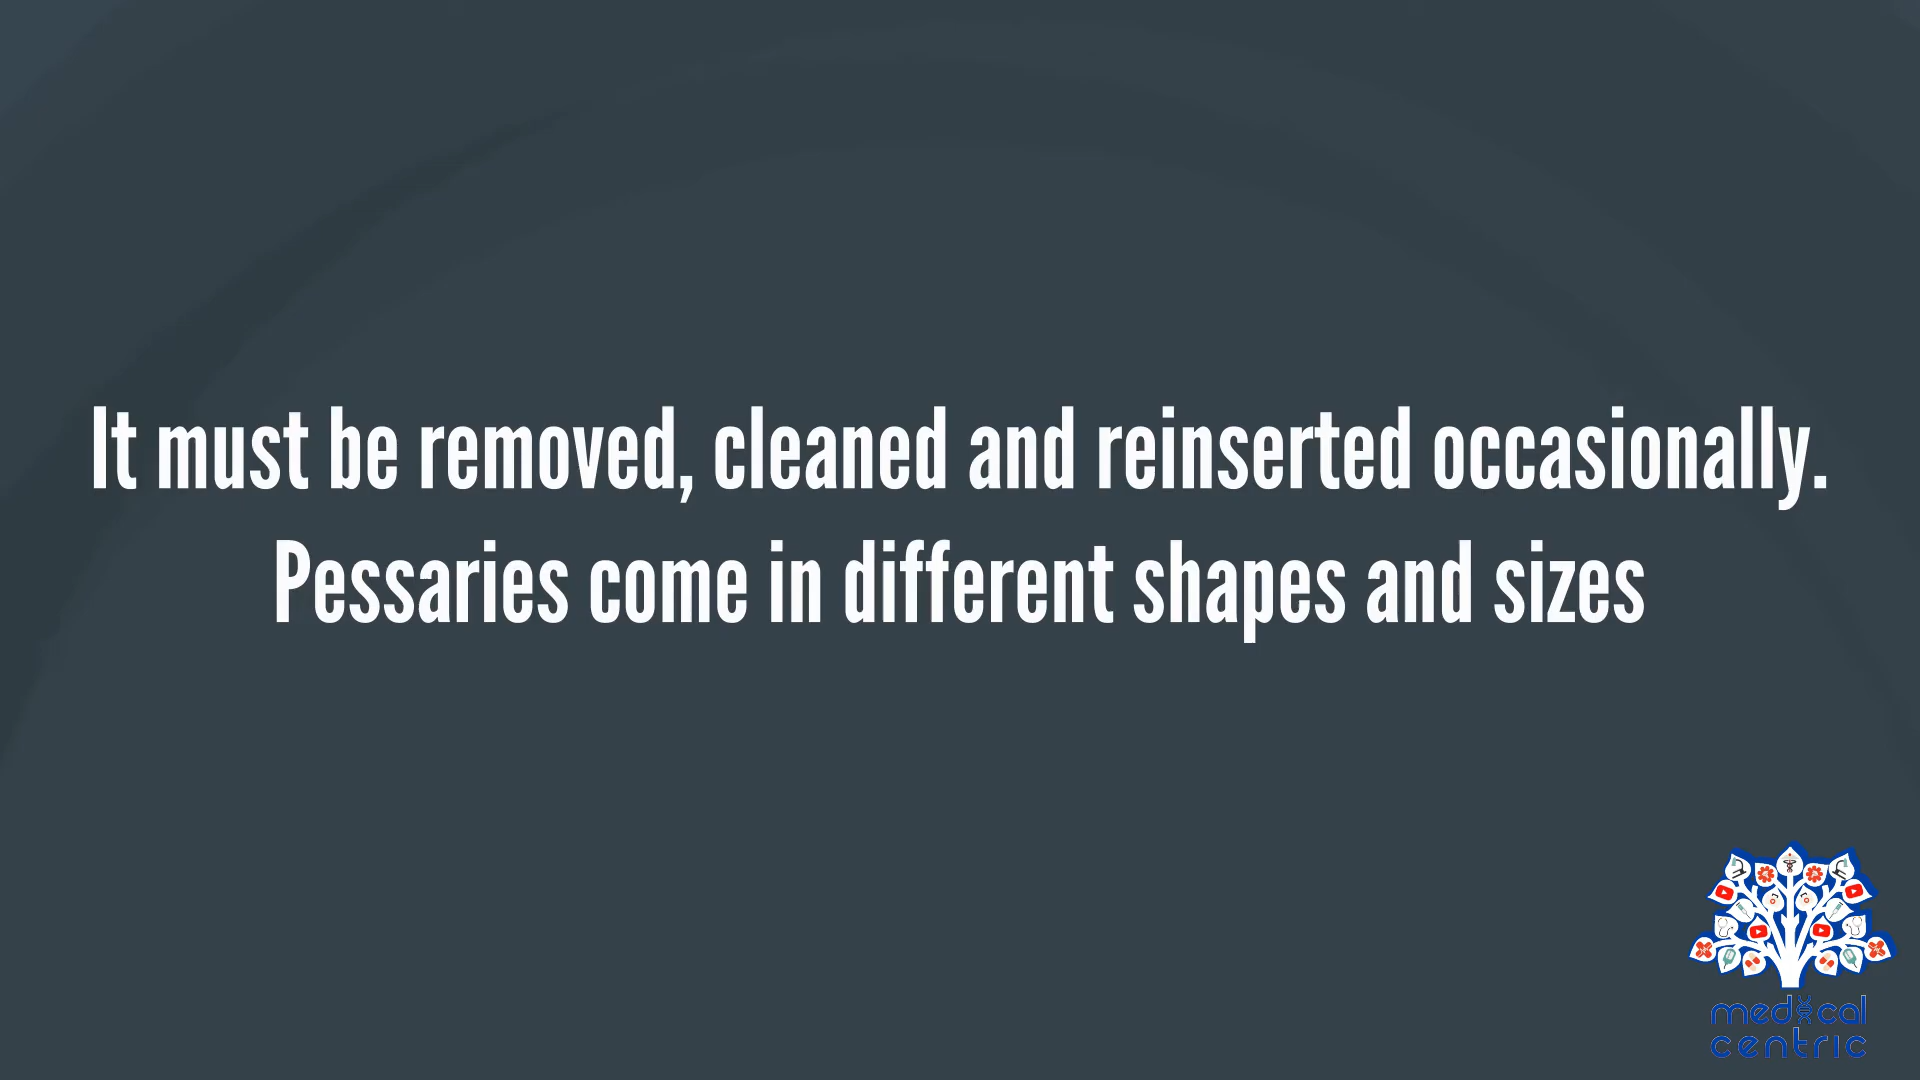 It must be removed, cleaned and reinserted occasionally.
Pessaries come in different shapes and sizes
medical
centric